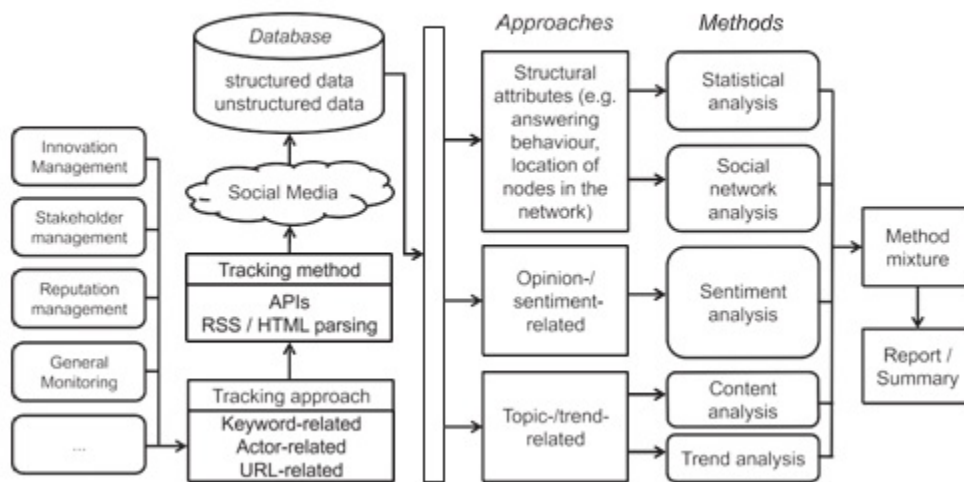 Database
structured data
unstructured data
Social Media
Innovation
Management
Stakeholder
management
Reputation
management
General
Monitoring
...
Tracking method
APIs
RSS / HTML parsing
Tracking approach
Keyword-related
Actor-related
URL-related
Approaches
Structural
attributes (e.g.
answering
behaviour,
location of
nodes in the
network)
Opinion-/
sentiment-
related
Topic-/trend-
related
Methods
Statistical
analysis
Social
network
analysis
Sentiment
analysis
Content
analysis
Trend analysis
Method
mixture
Report /
Summary